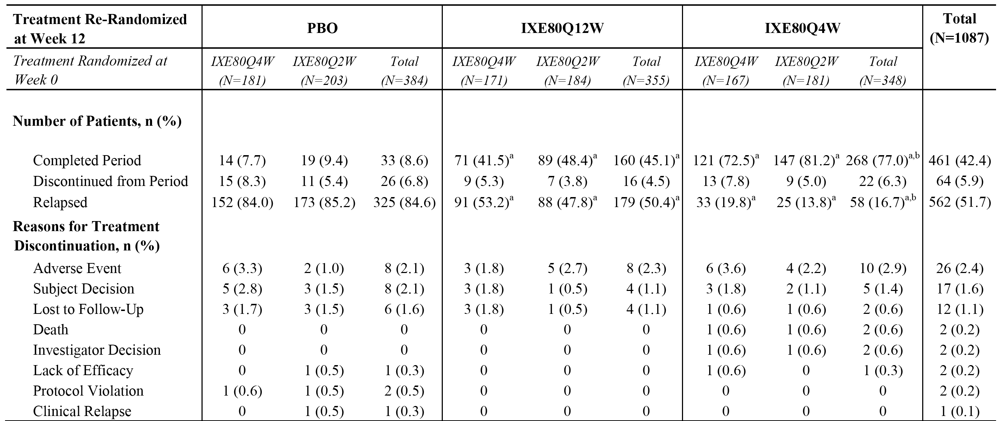 Treatment Re-Randomized at Week 12 PBO IXE80Q12W IXE80Q4W Total (N=1087)
Treatment Randomized at Week 0 IXE80Q4W (N=181) IXE80Q2W (N=203) Total (N=384) IXE80Q4W (N=171) IXE80Q2W (N=184) Total (N=355) IXE80Q4W (N=167) IXE80Q2W (N=181) Total (N=348)
Number of Patients, n (%)
Completed Period 14 (7.7) 19 (9.4) 33 (8.6) 71 (41.5)a 89 (48.4)a 160 (45.1)a 121 (72.5)a 147 (81.2)a 268 (77.0)a,b 461 (42.4)
Discontinued from Period 15 (8.3) 11 (5.4) 26 (6.8) 9 (5.3) 7 (3.8) 16 (4.5) 13 (7.8) 9 (5.0) 22 (6.3) 64 (5.9)
Relapsed 152 (84.0) 173 (85.2) 325 (84.6) 91 (53.2)a 88 (47.8)a 179 (50.4)a 33 (19.8)a 25 (13.8)a 58 (16.7)a,b 562 (51.7)
Reasons for Treatment
Discontinuation, n (%)
Adverse Event 6 (3.3) 2 (1.0) 8 (2.1) 3 (1.8) 5 (2.7) 8 (2.3) 6 (3.6) 4 (2.2) 10 (2.9) 26 (2.4)
Subject Decision 5 (2.8) 3 (1.5) 8 (2.1) 3 (1.8) 1 (0.5) 4 (1.1) 3 (1.8) 2 (1.1) 5 (1.4) 17 (1.6)
Lost to Follow-Up 3 (1.7) 3 (1.5) 6 (1.6) 3 (1.8) 1 (0.5) 4 (1.1) 1 (0.6) 1 (0.6) 2 (0.6) 12 (1.1)
Death 0 0 0 0 0 0 1 (0.6) 1 (0.6) 2 (0.6) 2 (0.2)
Investigator Decision 0 0 0 0 0 0 1 (0.6) 1 (0.6) 2 (0.6) 2 (0.2)
Lack of Efficacy 0 1 (0.5) 1 (0.3) 0 0 0 1 (0.6) 0 1 (0.3) 2 (0.2)
Protocol Violation 1 (0.6) 1 (0.5) 2 (0.5) 0 0 0 0 0 0 2 (0.2)
Clinical Relapse 0 1 (0.5) 1 (0.3) 0 0 0 0 0 0 1 (0.1)